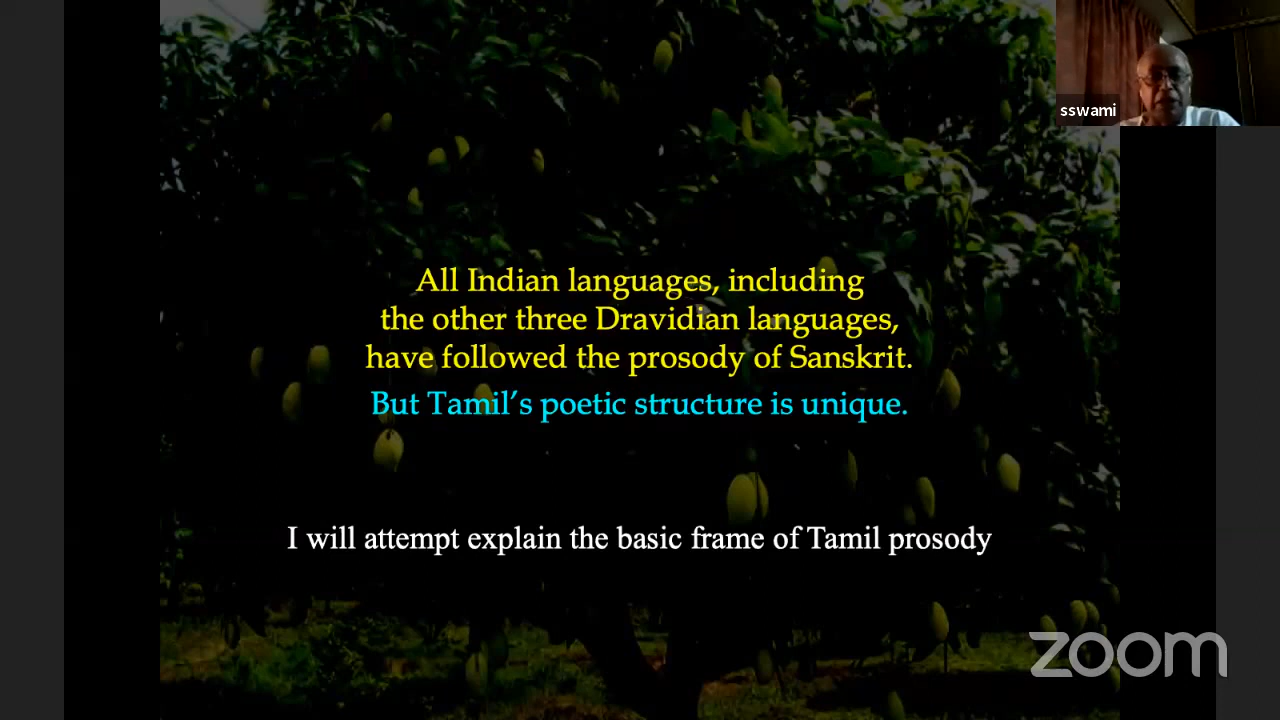 sswami
All Indian languages, including
the other three Dravidian languages,
have followed the prosody of Sanskrit.
But Tamil’s poetic structure is unique.
I will attempt explain the basic frame of Tamil prosody
zoom